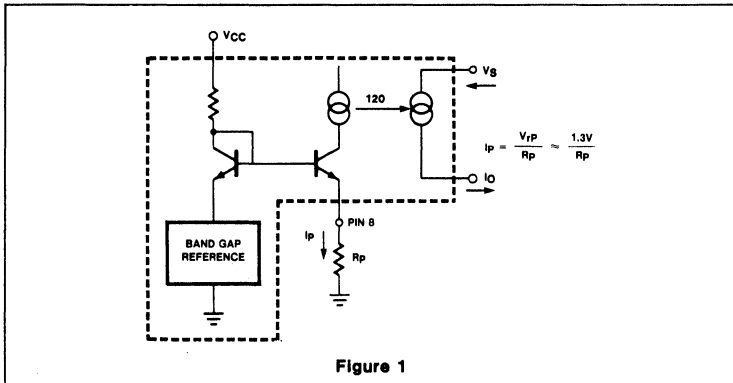 VCC
VS
120
IP = VrP / RP ≈ 1.3V / RP
IO
PIN 8
IP
RP
BAND GAP
REFERENCE
Figure 1